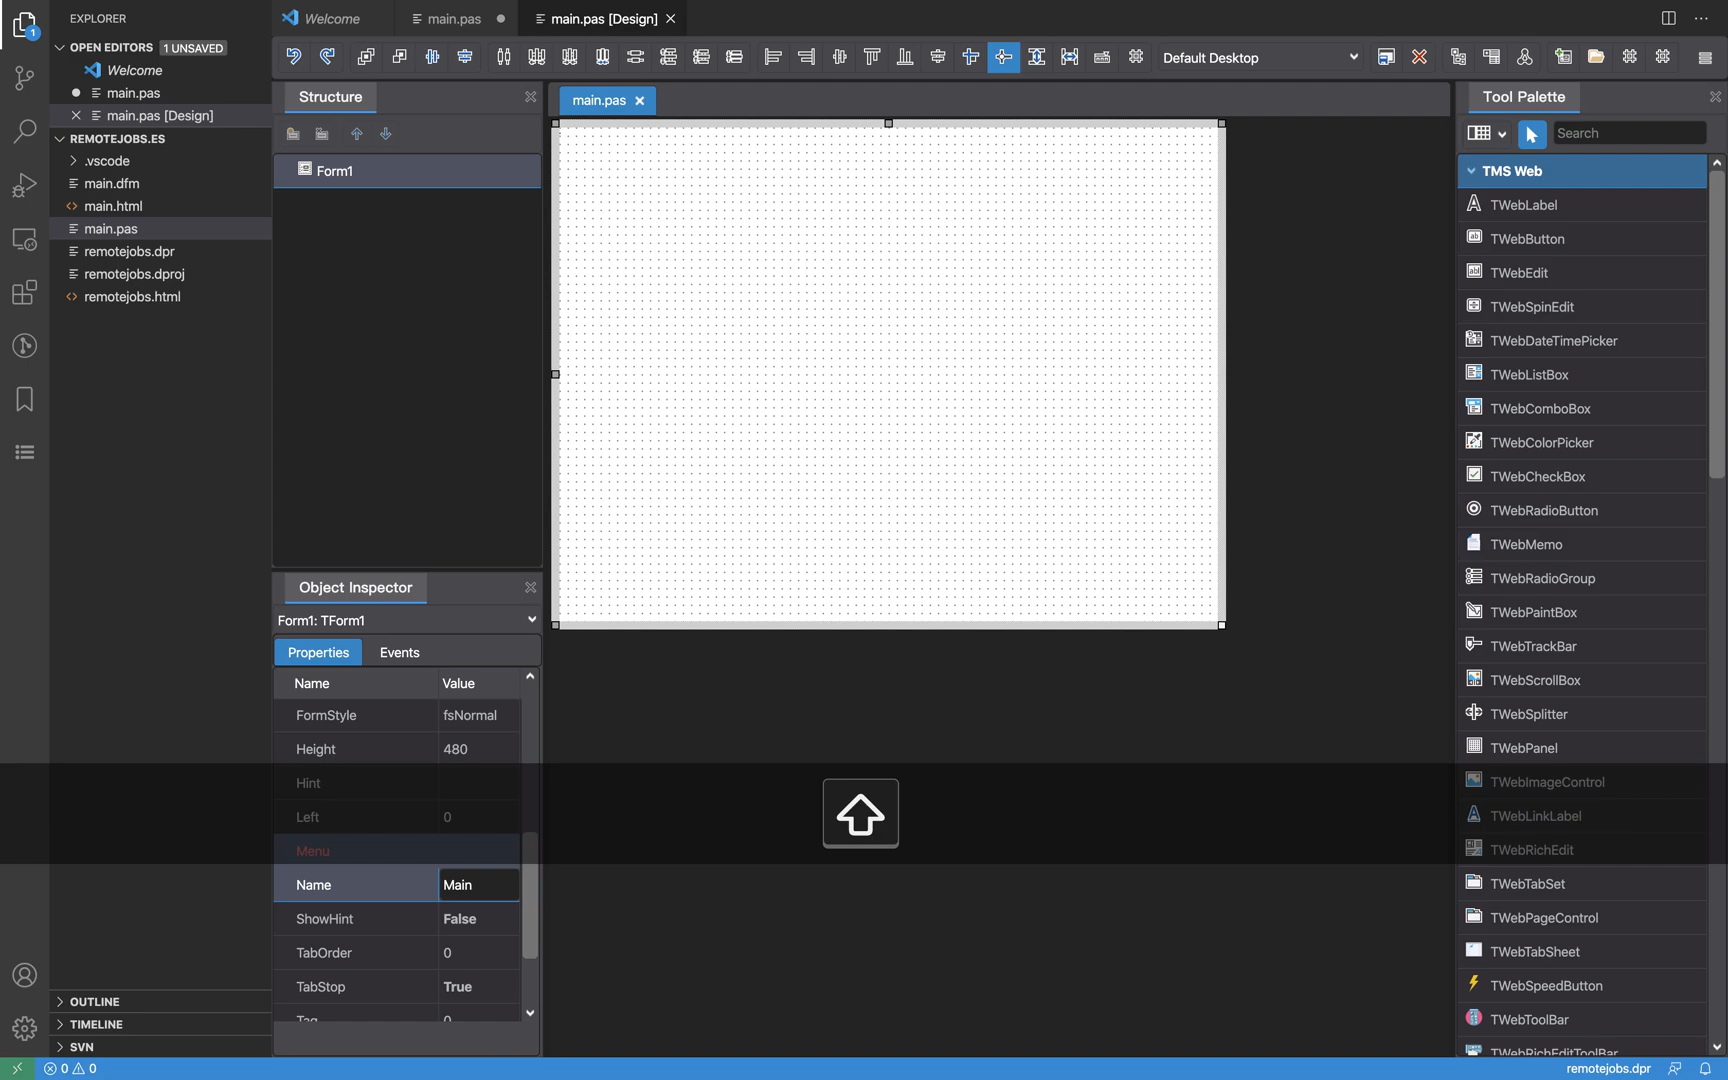 EXPLORER
OPEN EDITORS 1 UNSAVED
Welcome
main.pas
main.pas [Design]
REMOTEJOBS.ES
.vscode
main.dfm
main.html
main.pas
remotejobs.dpr
remotejobs.dproj
remotejobs.html
OUTLINE
TIMELINE
SVN
1
Welcome
main.pas
main.pas [Design]
Default Desktop
Structure
Form1
Object Inspector
Form1: TForm1
Properties Events
Name Value
FormStyle fsNormal
Height 480
Hint
Left 0
Menu
Name Main
ShowHint False
TabOrder 0
TabStop True
Tag 0
main.pas
Tool Palette
Search
TMS Web
TWebLabel
TWebButton
TWebEdit
TWebSpinEdit
TWebDateTimePicker
TWebListBox
TWebComboBox
TWebColorPicker
TWebCheckBox
TWebRadioButton
TWebMemo
TWebRadioGroup
TWebPaintBox
TWebTrackBar
TWebScrollBox
TWebSplitter
TWebPanel
TWebImageControl
TWebLinkLabel
TWebRichEdit
TWebTabSet
TWebPageControl
TWebTabSheet
TWebSpeedButton
TWebToolBar
TWebRichEditToolBar
0 0
remotejobs.dpr